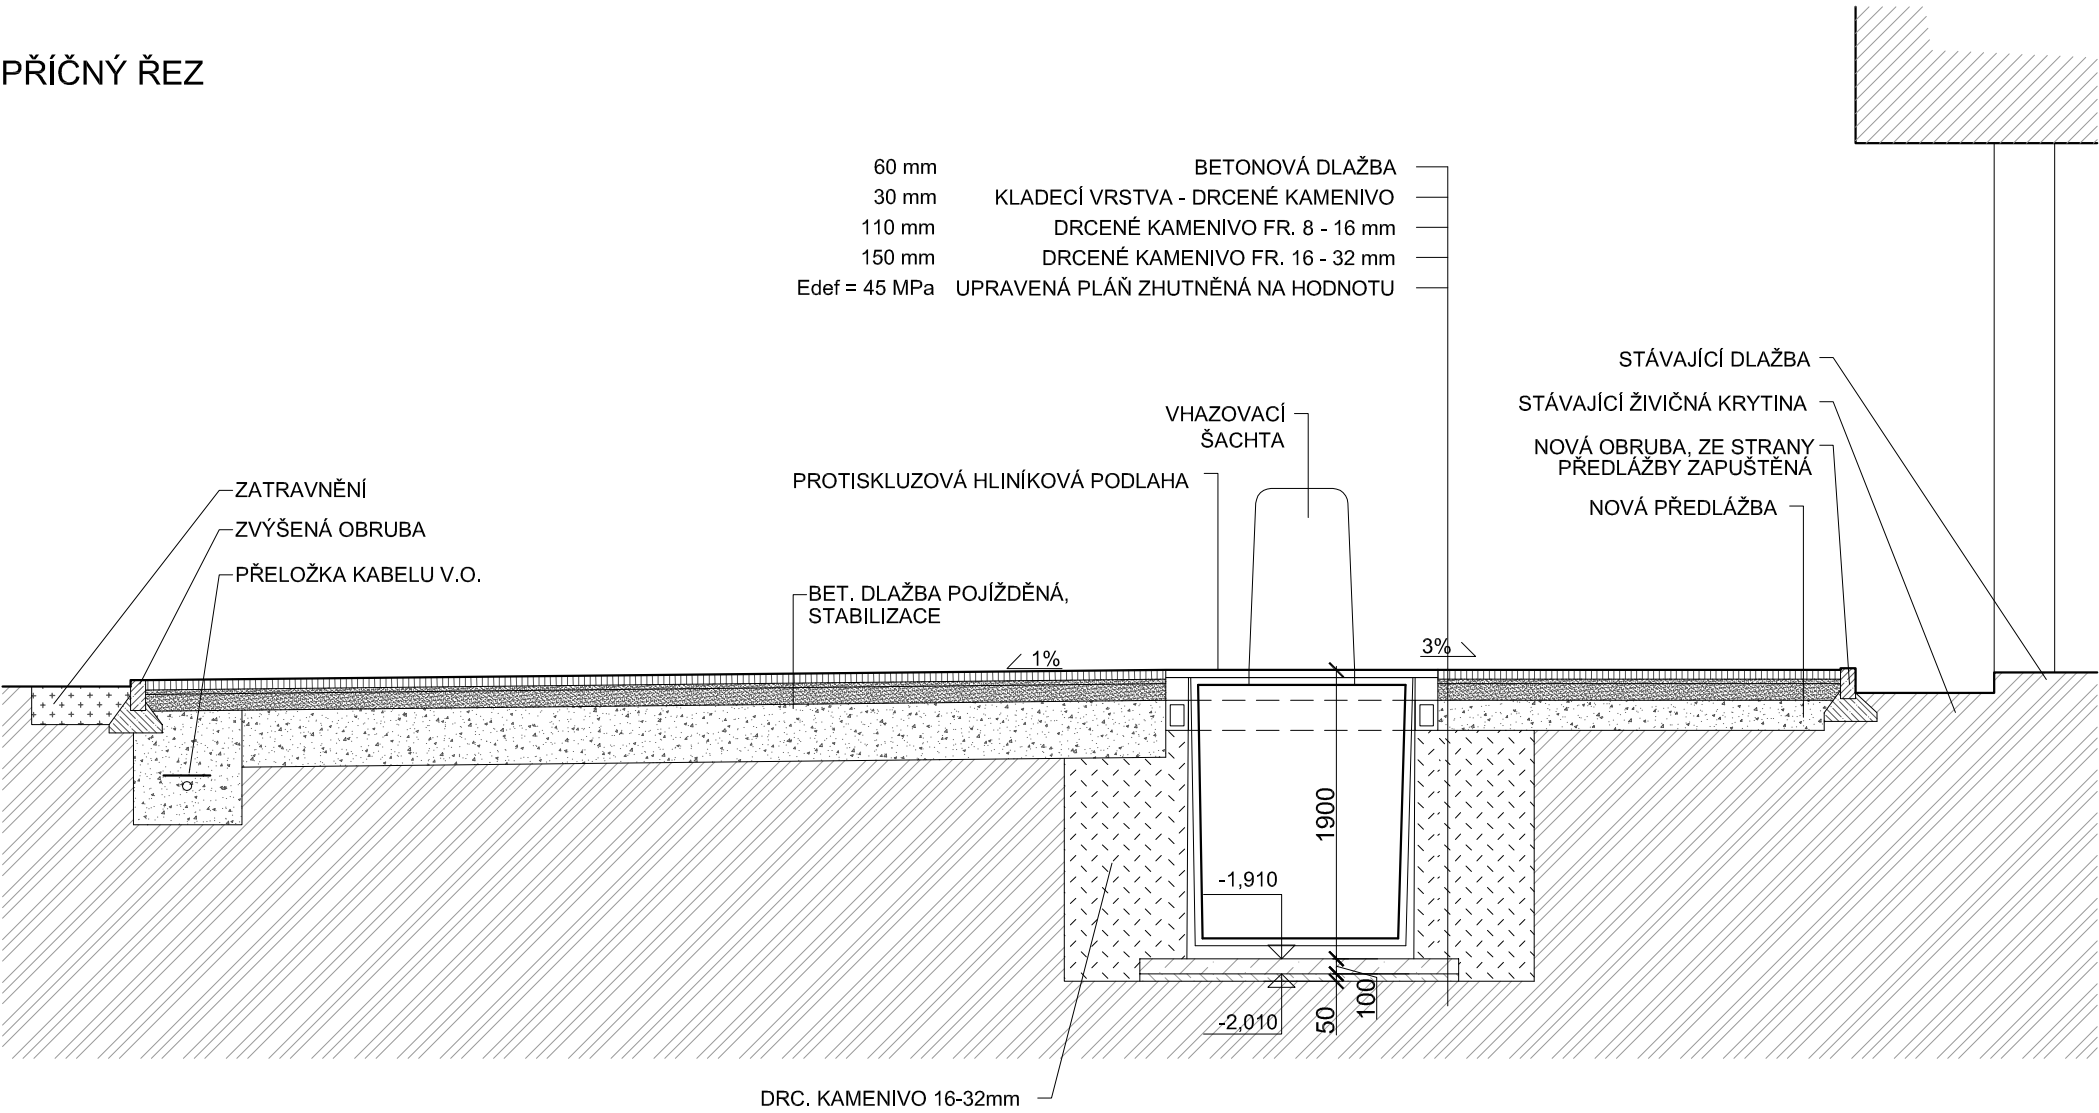 PŘÍČNÝ ŘEZ
60 mm BETONOVÁ DLAŽBA
30 mm KLADECÍ VRSTVA - DRCENÉ KAMENIVO
110 mm DRCENÉ KAMENIVO FR. 8 - 16 mm
150 mm DRCENÉ KAMENIVO FR. 16 - 32 mm
Edef = 45 MPa UPRAVENÁ PLÁŇ ZHUTNĚNÁ NA HODNOTU
STÁVAJÍCÍ DLAŽBA
STÁVAJÍCÍ ŽIVIČNÁ KRYTINA
NOVÁ OBRUBA, ZE STRANY
PŘEDLÁŽBY ZAPUŠTĚNÁ
NOVÁ PŘEDLÁŽBA
VHAZOVACÍ
ŠACHTA
PROTISKLUZOVÁ HLINÍKOVÁ PODLAHA
ZATRAVNĚNÍ
ZVÝŠENÁ OBRUBA
PŘELOŽKA KABELU V.O.
BET. DLAŽBA POJÍŽDĚNÁ,
STABILIZACE
1%
3%
1900
-1,910
-2,010
50
100
DRC. KAMENIVO 16-32mm